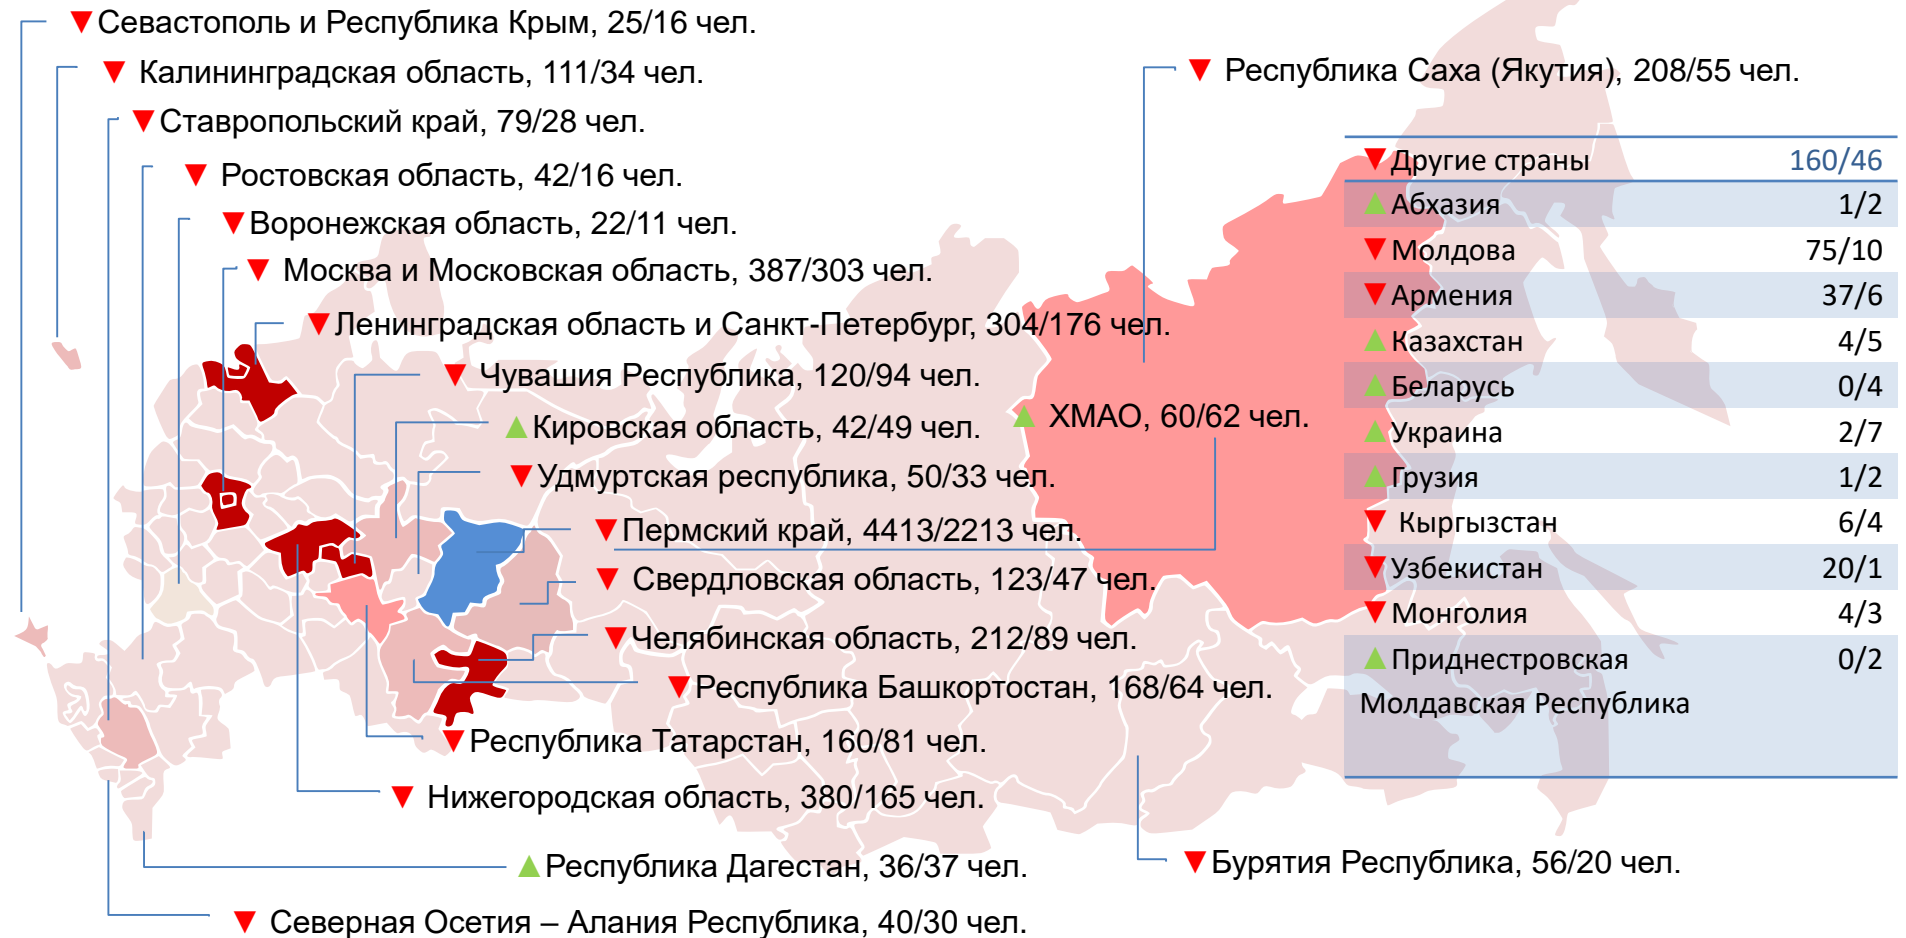 ▼Севастополь и Республика Крым, 25/16 чел.
▼ Калининградская область, 111/34 чел.
▼Ставропольский край, 79/28 чел.
▼ Ростовская область, 42/16 чел.
▼Воронежская область, 22/11 чел.
▼ Москва и Московская область, 387/303 чел.
▼Ленинградская область и Санкт-Петербург, 304/176 чел.
▼ Чувашия Республика, 120/94 чел.
▲Кировская область, 42/49 чел.
▼Удмуртская республика, 50/33 чел.
▼Пермский край, 4413/2213 чел.
▼ Свердловская область, 123/47 чел.
▼Челябинская область, 212/89 чел.
▼Республика Башкортостан, 168/64 чел.
▼Республика Татарстан, 160/81 чел.
▼ Нижегородская область, 380/165 чел.
▲Республика Дагестан, 36/37 чел.
▼ Северная Осетия – Алания Республика, 40/30 чел.
▼ Республика Саха (Якутия), 208/55 чел.
▲ ХМАО, 60/62 чел.
▼Бурятия Республика, 56/20 чел.
▼Другие страны 160/46
▲Абхазия 1/2
▼Молдова 75/10
▼Армения 37/6
▲Казахстан 4/5
▲Беларусь 0/4
▲Украина 2/7
▲Грузия 1/2
▼ Кыргызстан 6/4
▼Узбекистан 20/1
▼Монголия 4/3
▲Приднестровская 0/2
Молдавская Республика